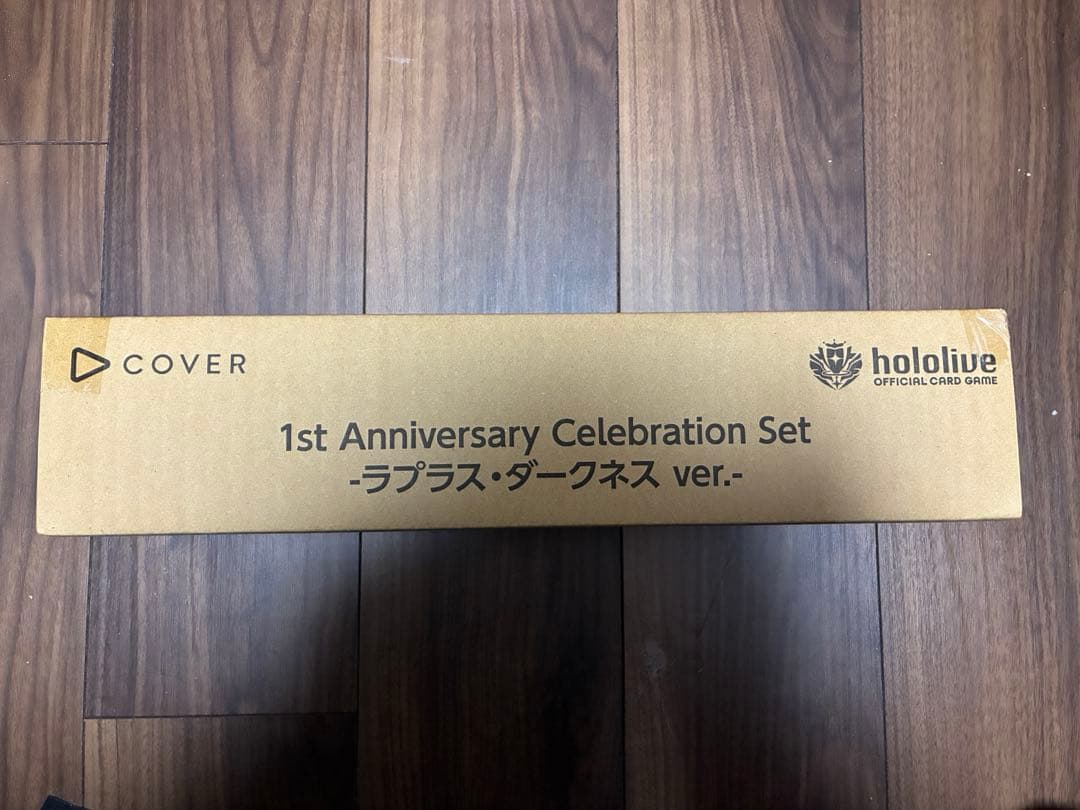 COVER
hololive
OFFICIAL CARD GAME
1st Anniversary Celebration Set
-ラプラス・ダークネス ver.-